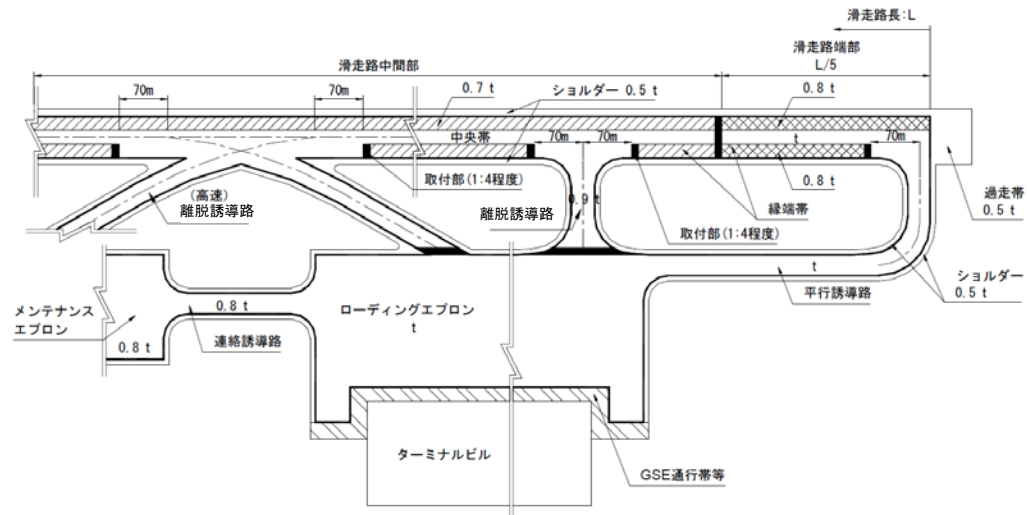 滑走路長:L
滑走路端部
L/5
滑走路中間部
70m
70m
0.7 t
ショルダー 0.5 t
0.8 t
中央帯
70m
70m
t
70m
取付部(1:4程度)
0.8 t
過走帯
0.5 t
(高速)
離脱誘導路
離脱誘導路
0.9 t
縁端帯
取付部(1:4程度)
t
ショルダー
0.5 t
平行誘導路
メンテナンス
エプロン
0.8 t
0.8 t
連絡誘導路
ローディングエプロン
t
ターミナルビル
GSE通行帯等